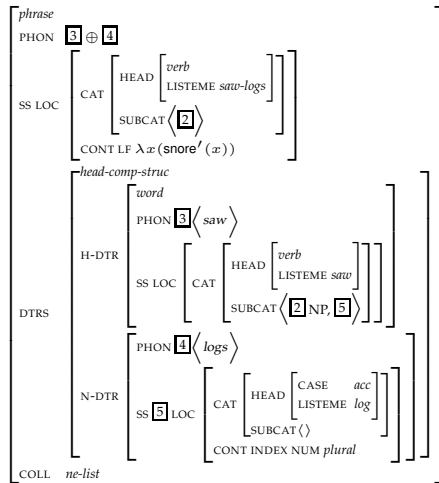 phrase
PHON 3 ⊕ 4
SS LOC CAT HEAD verb
LISTEME saw-logs
SUBCAT ⟨ 2 ⟩
CONT LF λx(snore′(x))
DTRS head-comp-struc
H-DTR word
PHON 3 ⟨ saw ⟩
SS LOC CAT HEAD verb
LISTEME saw
SUBCAT ⟨ 2 NP, 5 ⟩
N-DTR PHON 4 ⟨ logs ⟩
SS 5 LOC CAT HEAD CASE acc
LISTEME log
SUBCAT⟨⟩
CONT INDEX NUM plural
COLL ne-list